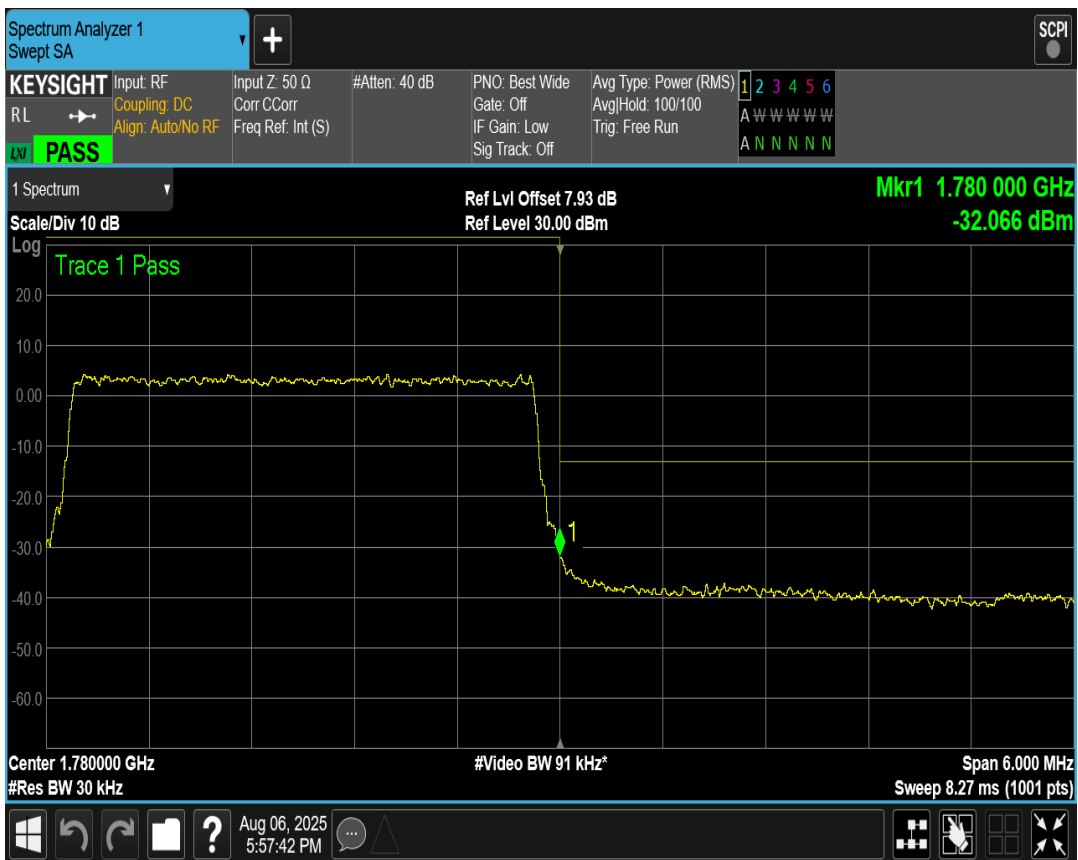 Spectrum Analyzer 1
Swept SA
+
SCPI
KEYSIGHT
RL
LXI PASS
Input: RF
Coupling: DC
Align: Auto/No RF
Input Z: 50 Ω
Corr CCorr
Freq Ref: Int (S)
#Atten: 40 dB
PNO: Best Wide
Gate: Off
IF Gain: Low
Sig Track: Off
Avg Type: Power (RMS)
Avg|Hold: 100/100
Trig: Free Run
1 2 3 4 5 6
A W W W W W
A N N N N N
1 Spectrum
Scale/Div 10 dB
Ref Lvl Offset 7.93 dB
Ref Level 30.00 dBm
Mkr1 1.780 000 GHz
-32.066 dBm
Log
Trace 1 Pass
20.0
10.0
0.00
-10.0
-20.0
-30.0
-40.0
-50.0
-60.0
1
Center 1.780000 GHz
#Res BW 30 kHz
#Video BW 91 kHz*
Span 6.000 MHz
Sweep 8.27 ms (1001 pts)
?
Aug 06, 2025
5:57:42 PM